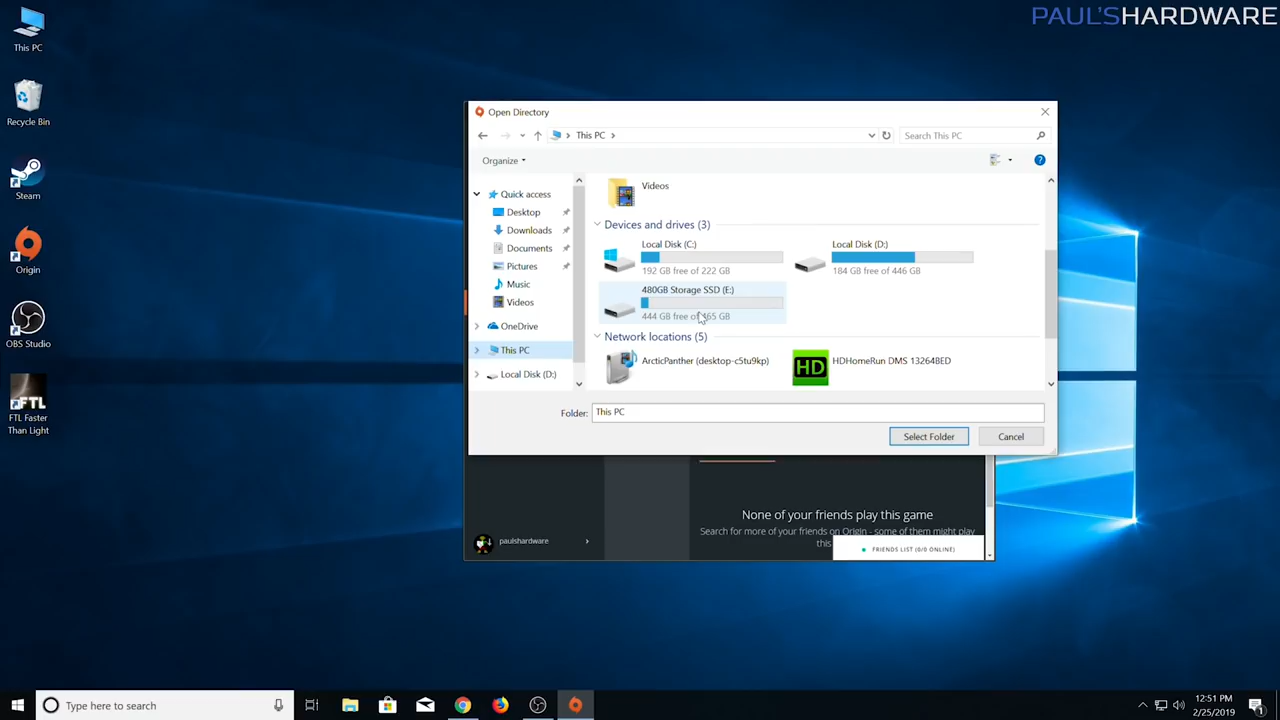 PAUL'SHARDWARE
This PC
Recycle Bin
Steam
Origin
OBS Studio
FTL Faster
Than Light
Open Directory
This PC
Search This PC
Organize
Quick access
Desktop
Downloads
Documents
Pictures
Music
Videos
OneDrive
This PC
Local Disk (D:)
Videos
Devices and drives (3)
Local Disk (C:)
192 GB free of 222 GB
Local Disk (D:)
184 GB free of 446 GB
480GB Storage SSD (E:)
444 GB free of 465 GB
Network locations (5)
ArcticPanther (desktop-c5tu9kp)
HD
HDHomeRun DMS 13264BED
Folder:
This PC
Select Folder
Cancel
None of your friends play this game
Search for more of your friends on Origin - some of them might play
this
paulshardware
FRIENDS LIST (0/0 ONLINE)
Type here to search
12:51 PM
2/25/2019
1